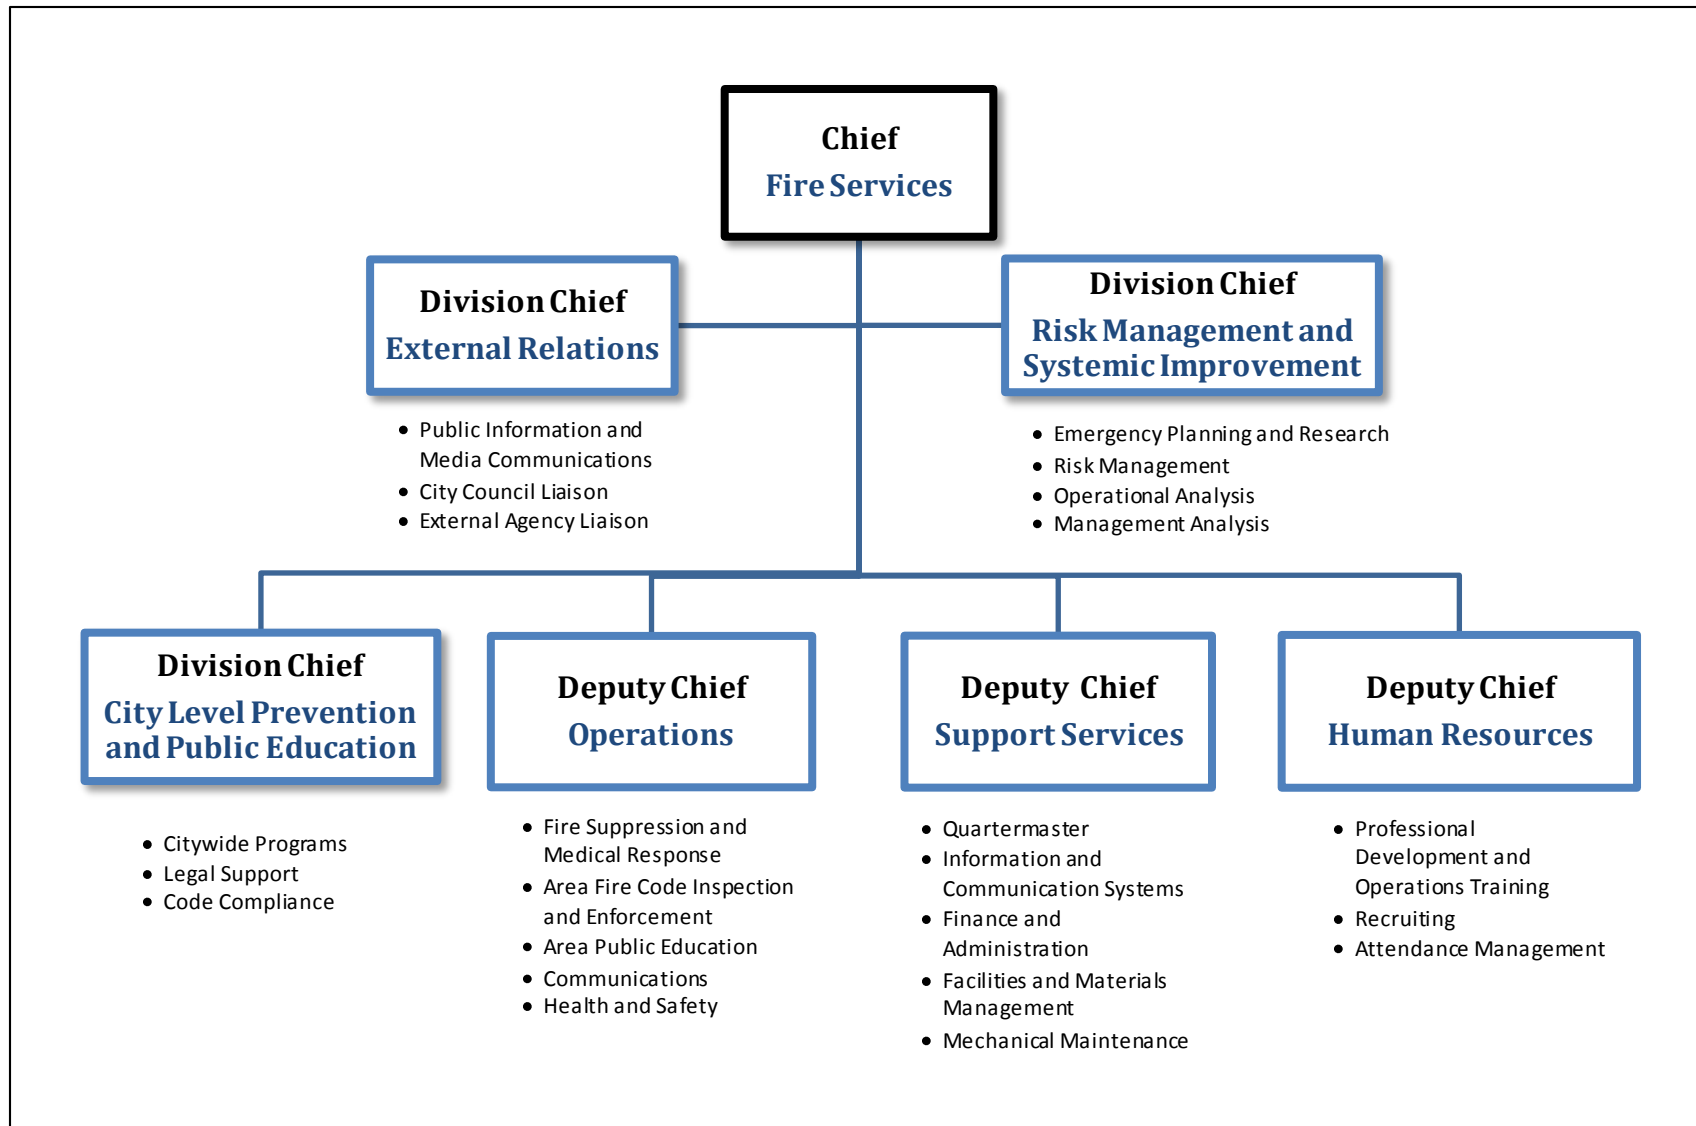 Chief
Fire Services
Division Chief
External Relations
• Public Information and
Media Communications
• City Council Liaison
• External Agency Liaison
Division Chief
Risk Management and
Systemic Improvement
• Emergency Planning and Research
• Risk Management
• Operational Analysis
• Management Analysis
Division Chief
City Level Prevention
and Public Education
• Citywide Programs
• Legal Support
• Code Compliance
Deputy Chief
Operations
• Fire Suppression and
Medical Response
• Area Fire Code Inspection
and Enforcement
• Area Public Education
• Communications
• Health and Safety
Deputy Chief
Support Services
• Quartermaster
• Information and
Communication Systems
• Finance and
Administration
• Facilities and Materials
Management
• Mechanical Maintenance
Deputy Chief
Human Resources
• Professional
Development and
Operations Training
• Recruiting
• Attendance Management